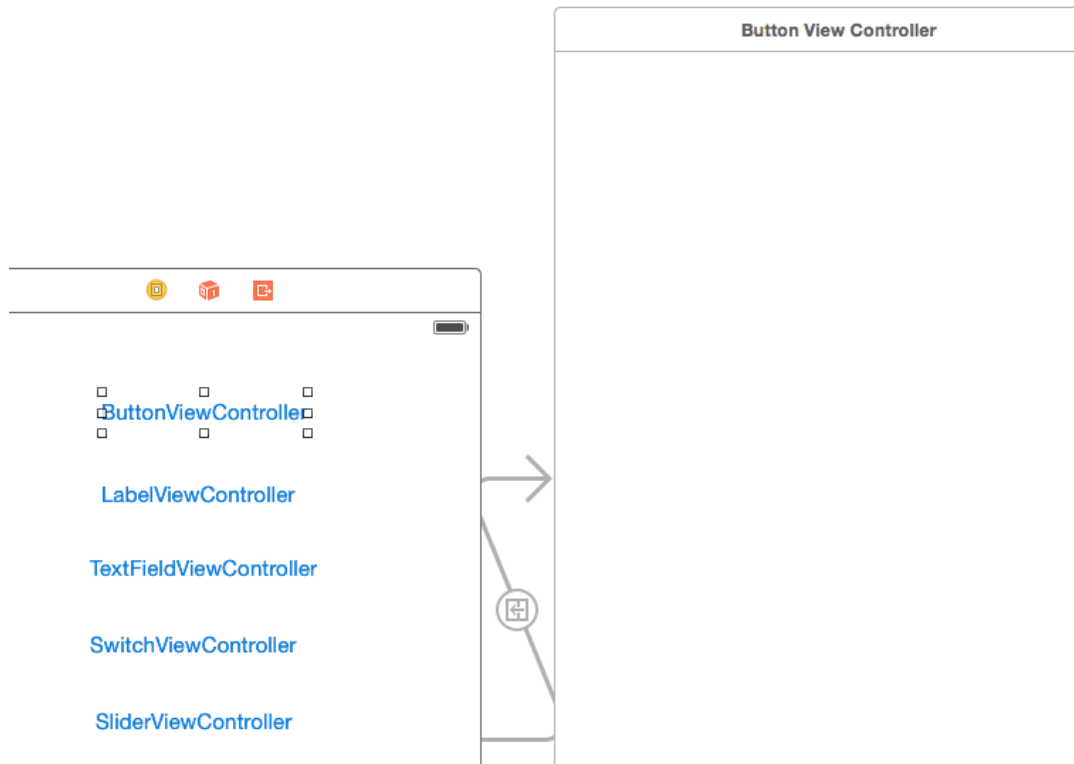 Button View Controller
ButtonViewController
LabelViewController
TextFieldViewController
SwitchViewController
SliderViewController